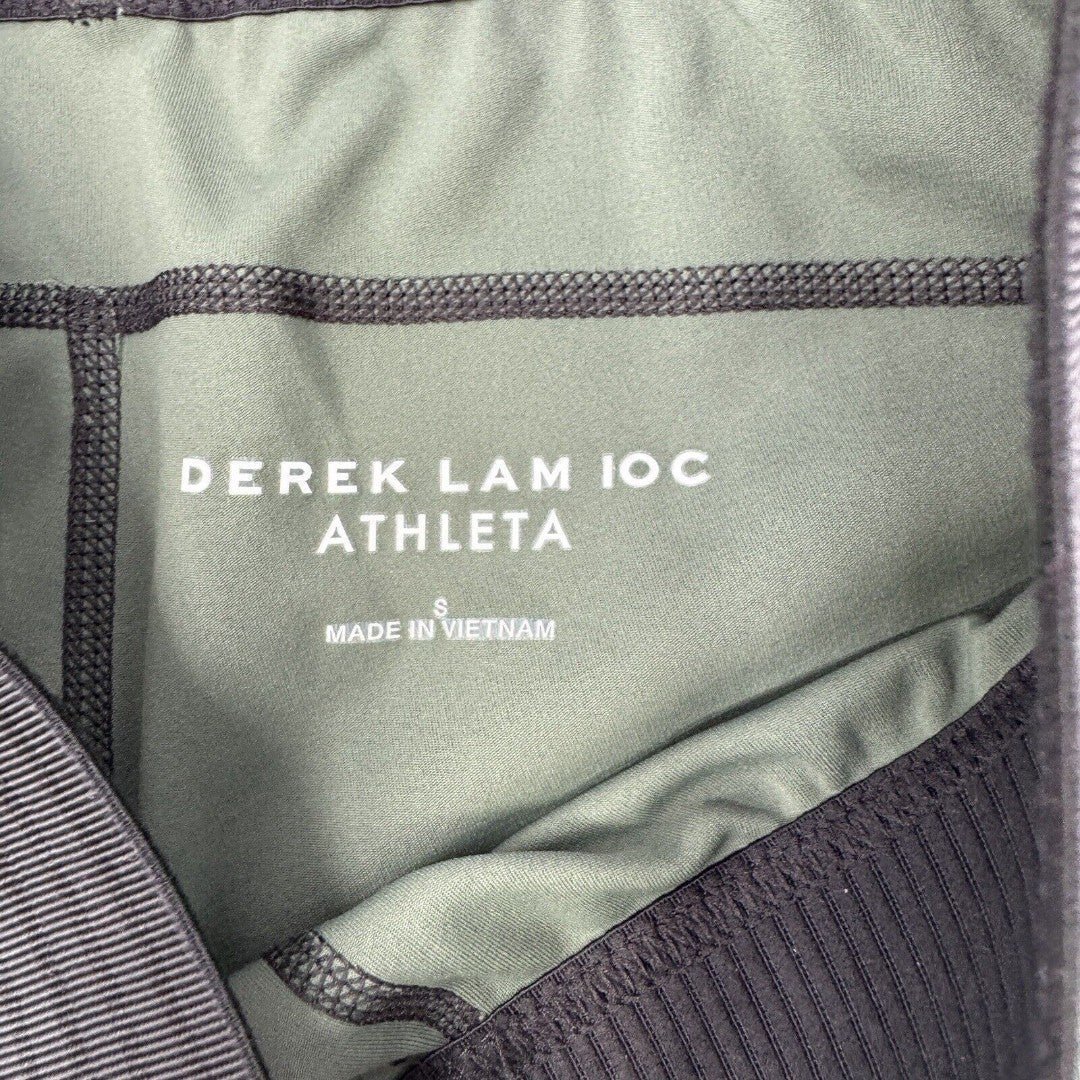 DEREK LAM 10C
ATHLETA
S
MADE IN VIETNAM